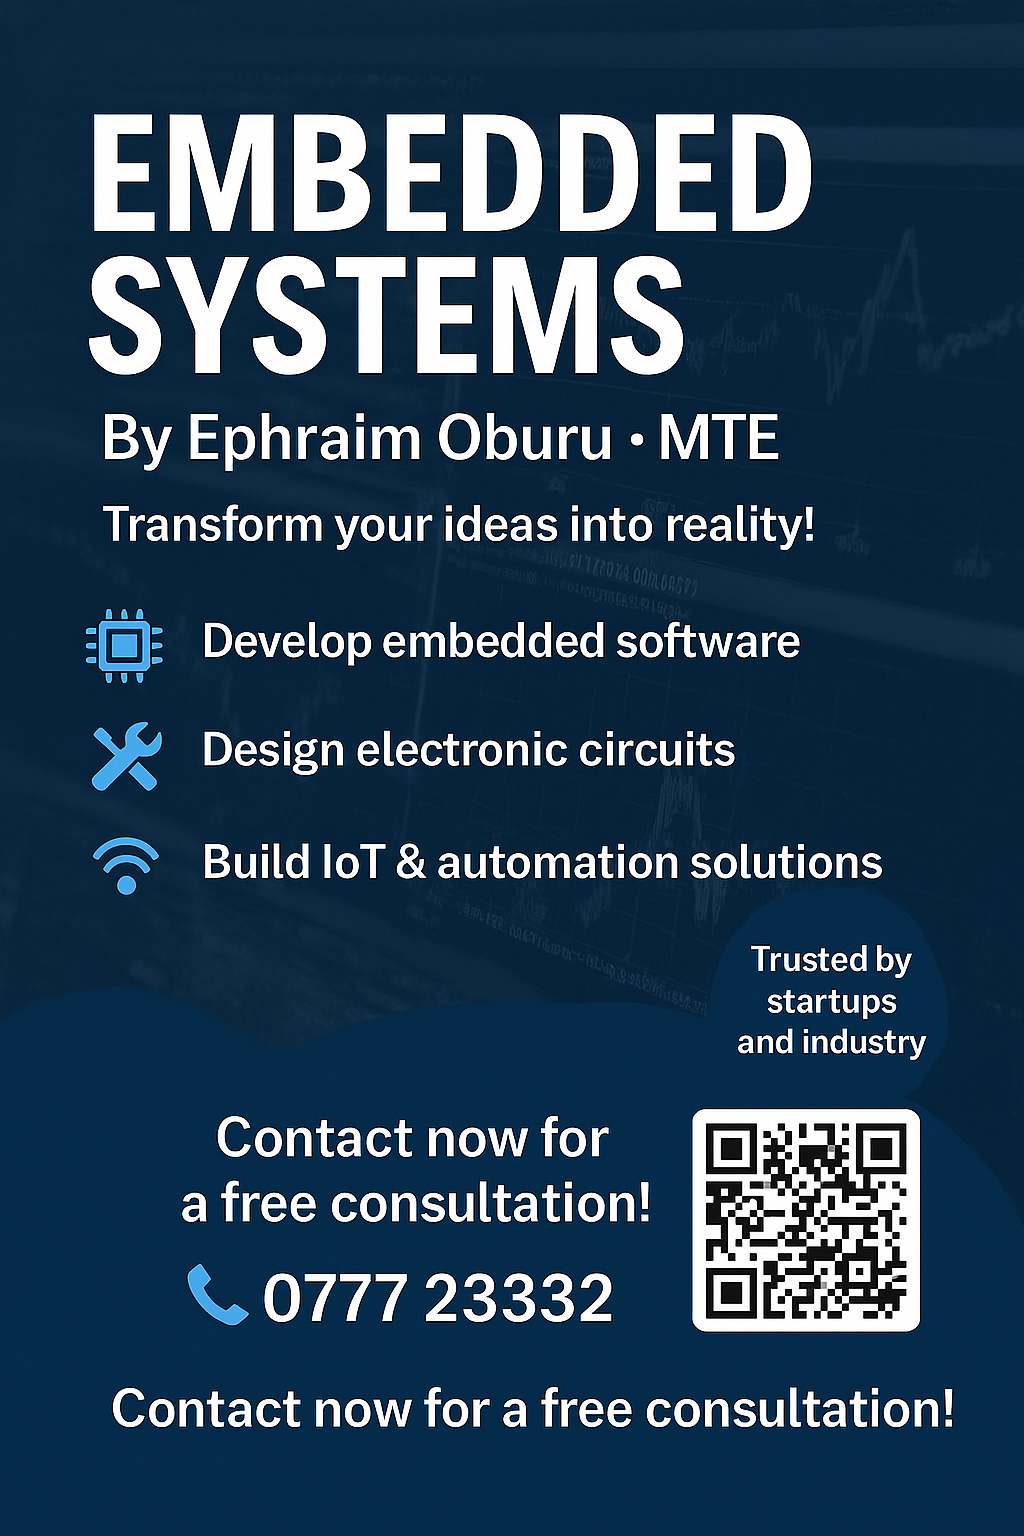 EMBEDDED
SYSTEMS
By Ephraim Oburu • MTE
Transform your ideas into reality!
Develop embedded software
Design electronic circuits
Build IoT & automation solutions
Trusted by
startups
and industry
Contact now for
a free consultation!
0777 23332
Contact now for a free consultation!